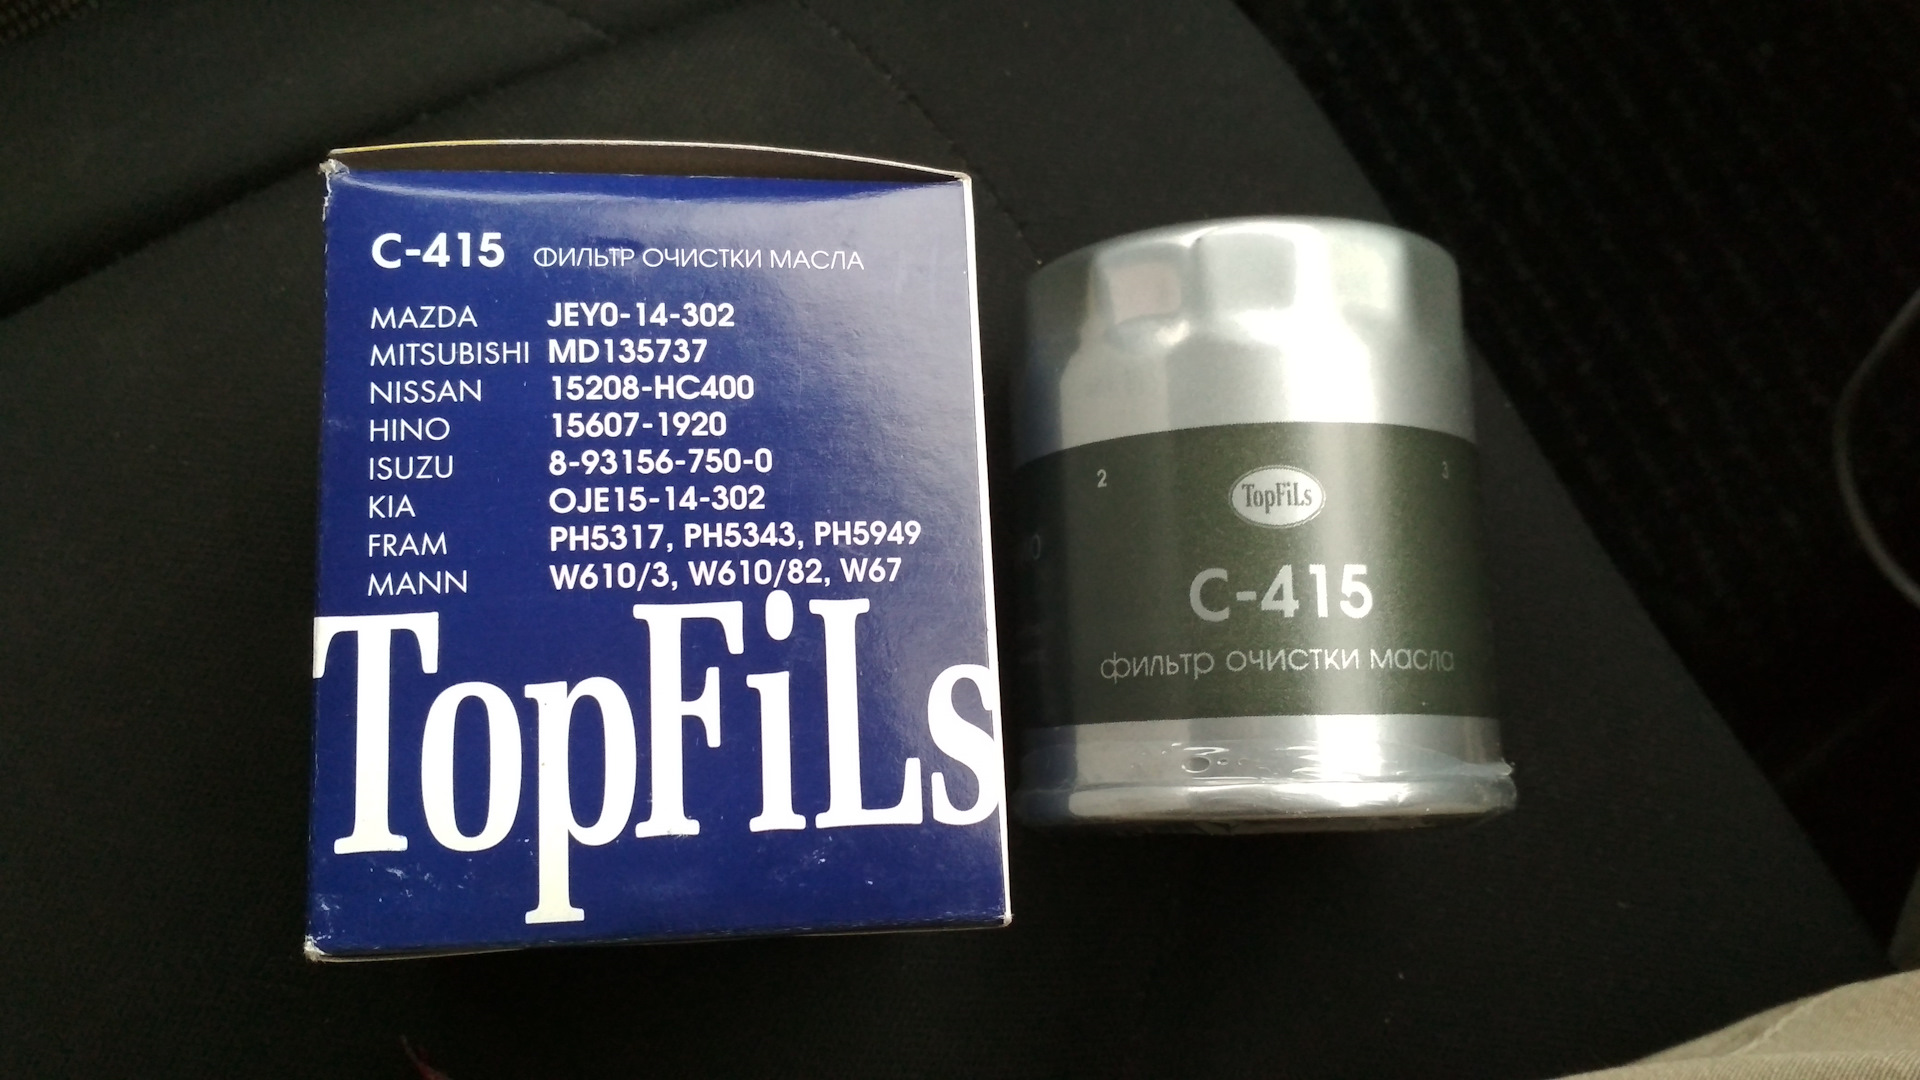 C-415 ФИЛЬТР ОЧИСТКИ МАСЛА
MAZDA JEY0-14-302
MITSUBISHI MD135737
NISSAN 15208-HC400
HINO 15607-1920
ISUZU 8-93156-750-0
KIA OJE15-14-302
FRAM PH5317, PH5343, PH5949
MANN W610/3, W610/82, W67
TopFiLs
2 3
TopFiLs
C-415
фильтр очистки масла